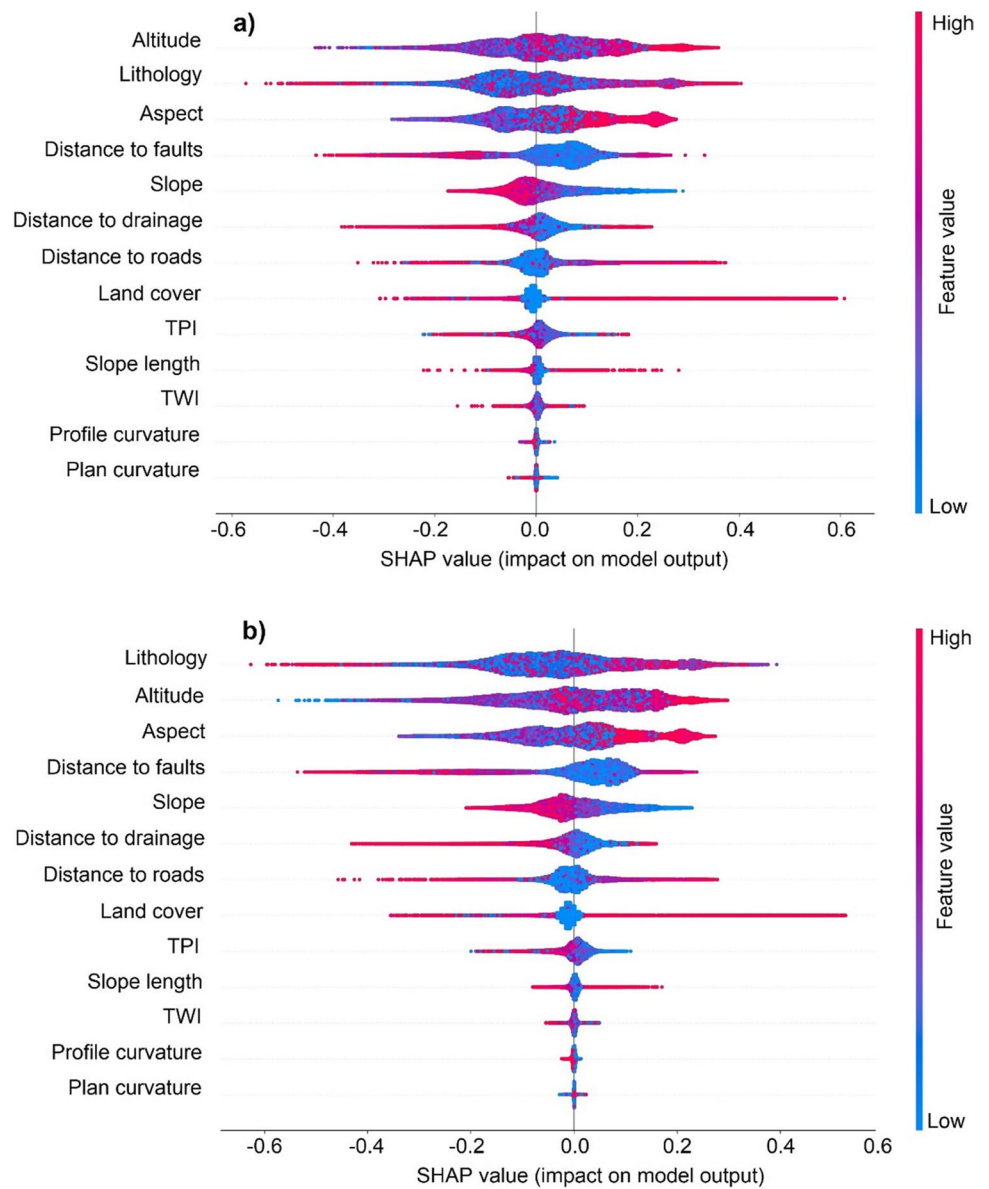 a)
High
Altitude
Lithology
Aspect
Distance to faults
Slope
Distance to drainage
Distance to roads
Land cover
TPI
Slope length
TWI
Profile curvature
Plan curvature
Feature value
Low
-0.6 -0.4 -0.2 0.0 0.2 0.4 0.6
SHAP value (impact on model output)
b)
High
Lithology
Altitude
Aspect
Distance to faults
Slope
Distance to drainage
Distance to roads
Land cover
TPI
Slope length
TWI
Profile curvature
Plan curvature
Feature value
Low
-0.6 -0.4 -0.2 0.0 0.2 0.4 0.6
SHAP value (impact on model output)